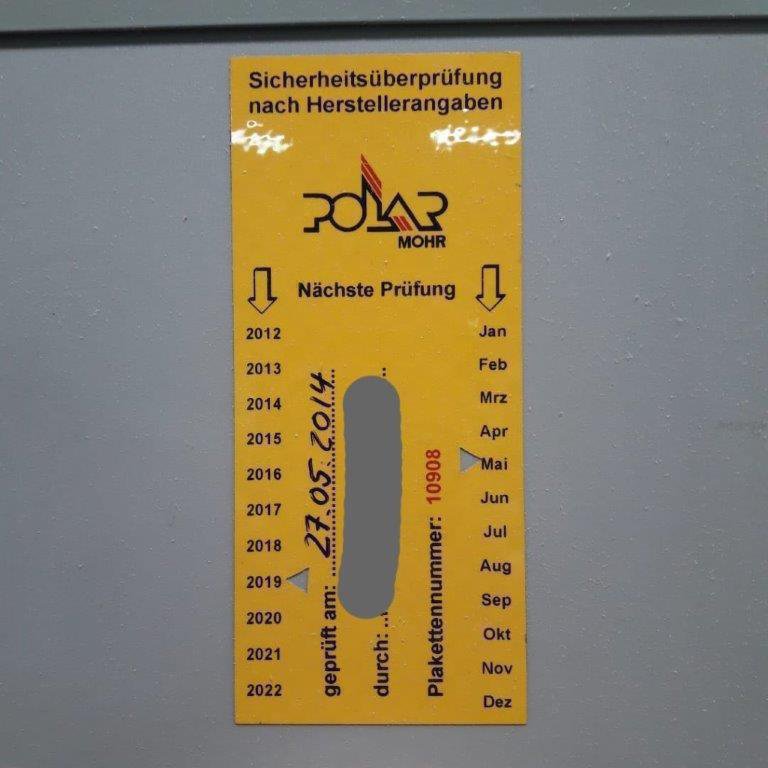 Sicherheitsüberprüfung
nach Herstellerangaben
POLAR
MOHR
Nächste Prüfung
2012
2013
2014
2015
2016
2017
2018
2019
2020
2021
2022
geprüft am: 27.05.2014
durch:
Plakettennummer: 10908
Jan
Feb
Mrz
Apr
Mai
Jun
Jul
Aug
Sep
Okt
Nov
Dez